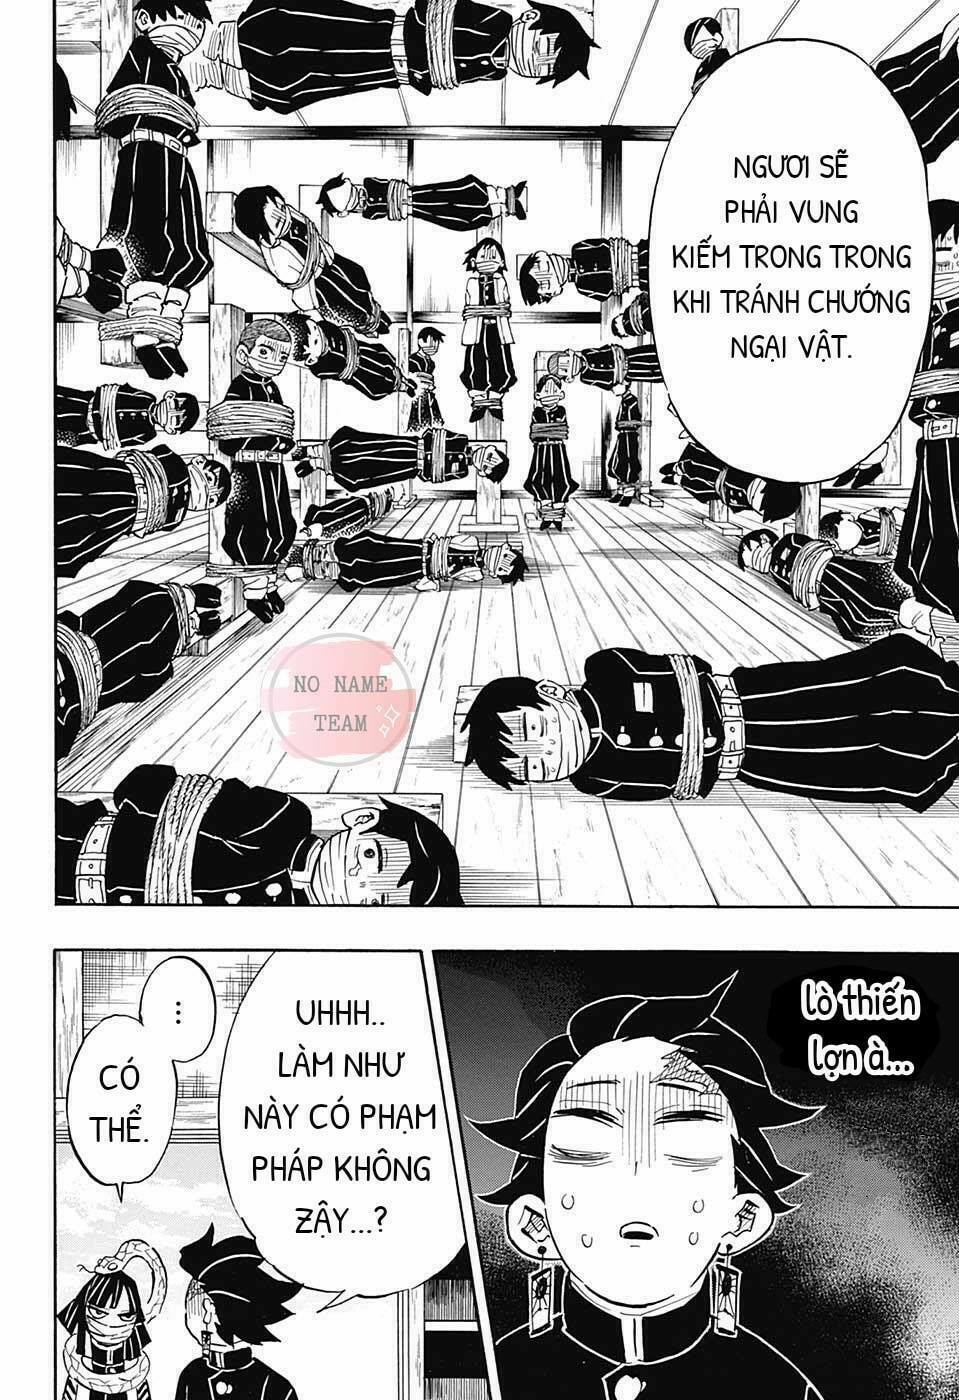 NGƯƠI SẼ
PHẢI VUNG
KIẾM TRONG TRONG
KHI TRÁNH CHƯỚNG
NGẠI VẬT.
NO NAME
TEAM
lò thiến
lợn à...
UHHH..
LÀM NHƯ
NÀY CÓ PHẠM
PHÁP KHÔNG
ZẬY...?
...
CÓ
THỂ.